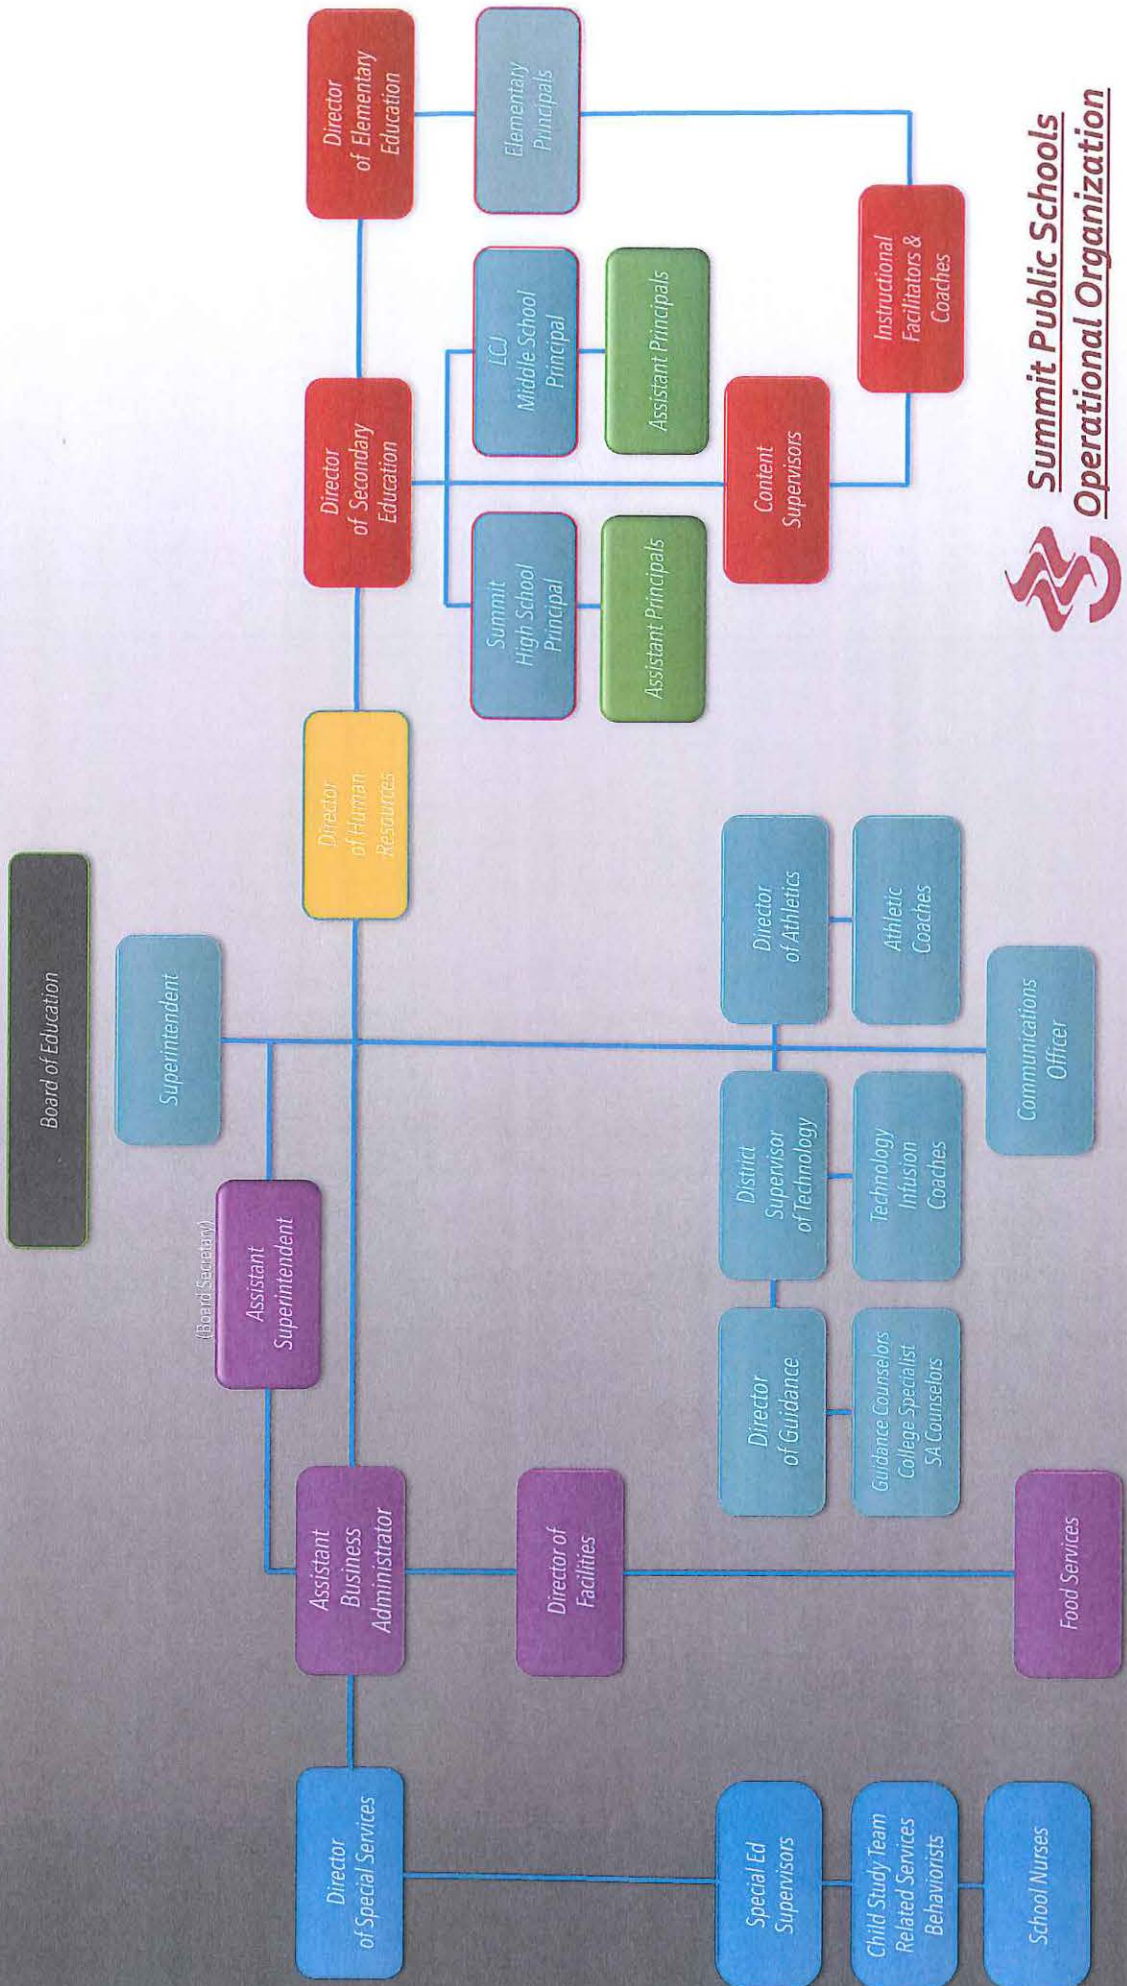 Board of Education
Superintendent
(Board Secretary)
Assistant
Superintendent
Director
of Special Services
Assistant
Business
Administrator
Director
of Human
Resources
Director
of Secondary
Education
Director
of Elementary
Education
Director of
Facilities
Summit
High School
Principal
LCJ
Middle School
Principal
Elementary
Principals
Assistant Principals
Assistant Principals
Special Ed
Supervisors
Director
of Guidance
District
Supervisor
of Technology
Director
of Athletics
Content
Supervisors
Child Study Team
Related Services
Behaviorists
Guidance Counselors
College Specialist
SA Counselors
Technology
Infusion
Coaches
Athletic
Coaches
Instructional
Facilitators &
Coaches
School Nurses
Food Services
Communications
Officer
Summit Public Schools
Operational Organization